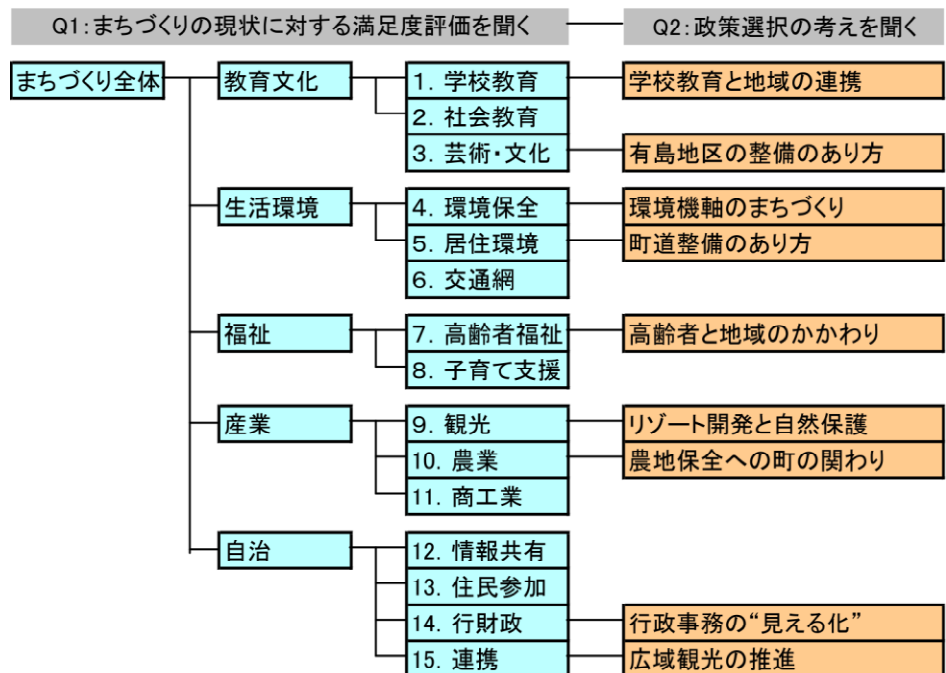 Q1:まちづくりの現状に対する満足度評価を聞く
Q2:政策選択の考えを聞く
まちづくり全体
教育文化
1. 学校教育
学校教育と地域の連携
2. 社会教育
3. 芸術・文化
有島地区の整備のあり方
生活環境
4. 環境保全
環境機軸のまちづくり
5. 居住環境
町道整備のあり方
6. 交通網
福祉
7. 高齢者福祉
高齢者と地域のかかわり
8. 子育て支援
産業
9. 観光
リゾート開発と自然保護
10. 農業
農地保全への町の関わり
11. 商工業
自治
12. 情報共有
13. 住民参加
14. 行財政
行政事務の“見える化”
15. 連携
広域観光の推進